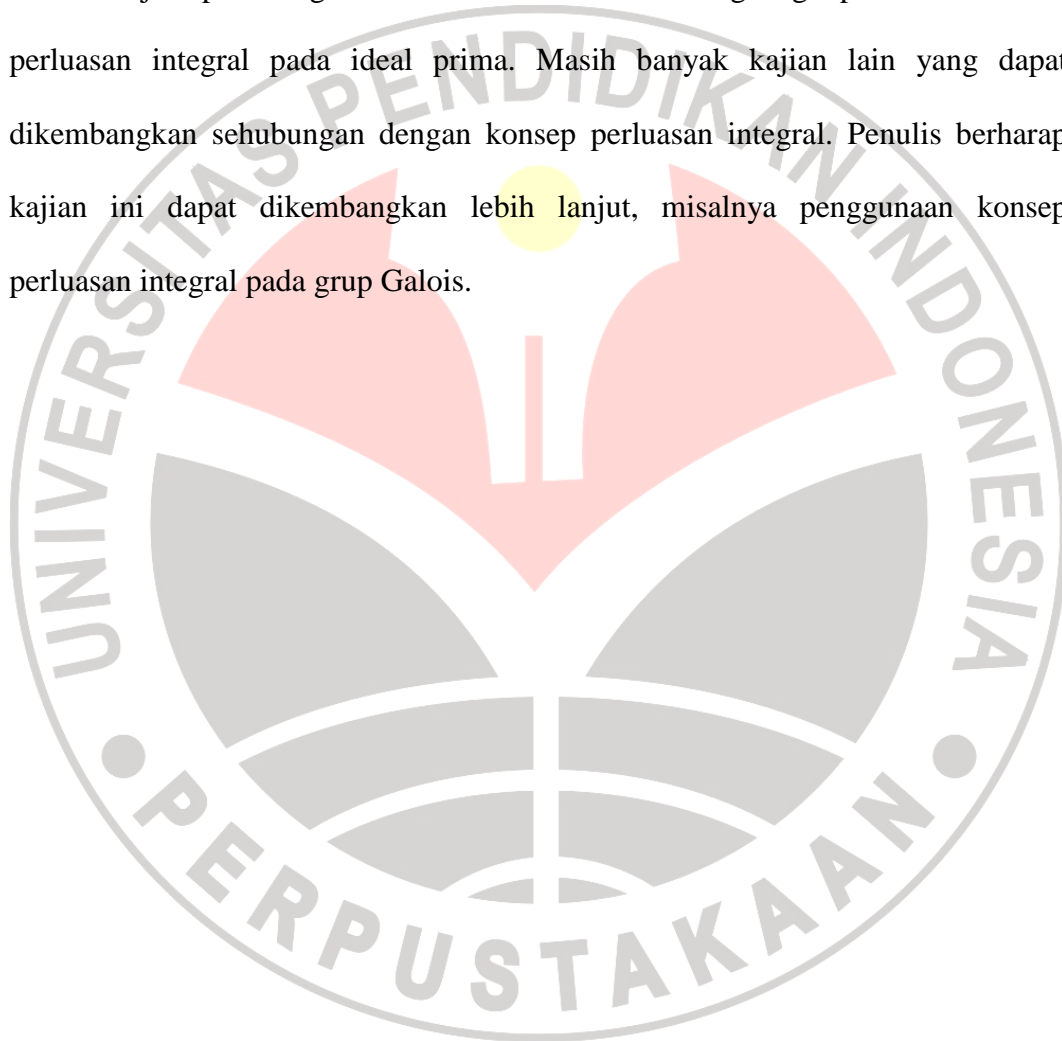 perluasan integral pada ideal prima. Masih banyak kajian lain yang dapat
dikembangkan sehubungan dengan konsep perluasan integral. Penulis berharap
kajian ini dapat dikembangkan lebih lanjut, misalnya penggunaan konsep
perluasan integral pada grup Galois.
UNIVERSITAS PENDIDIKAN INDONESIA
PERPUSTAKAAN